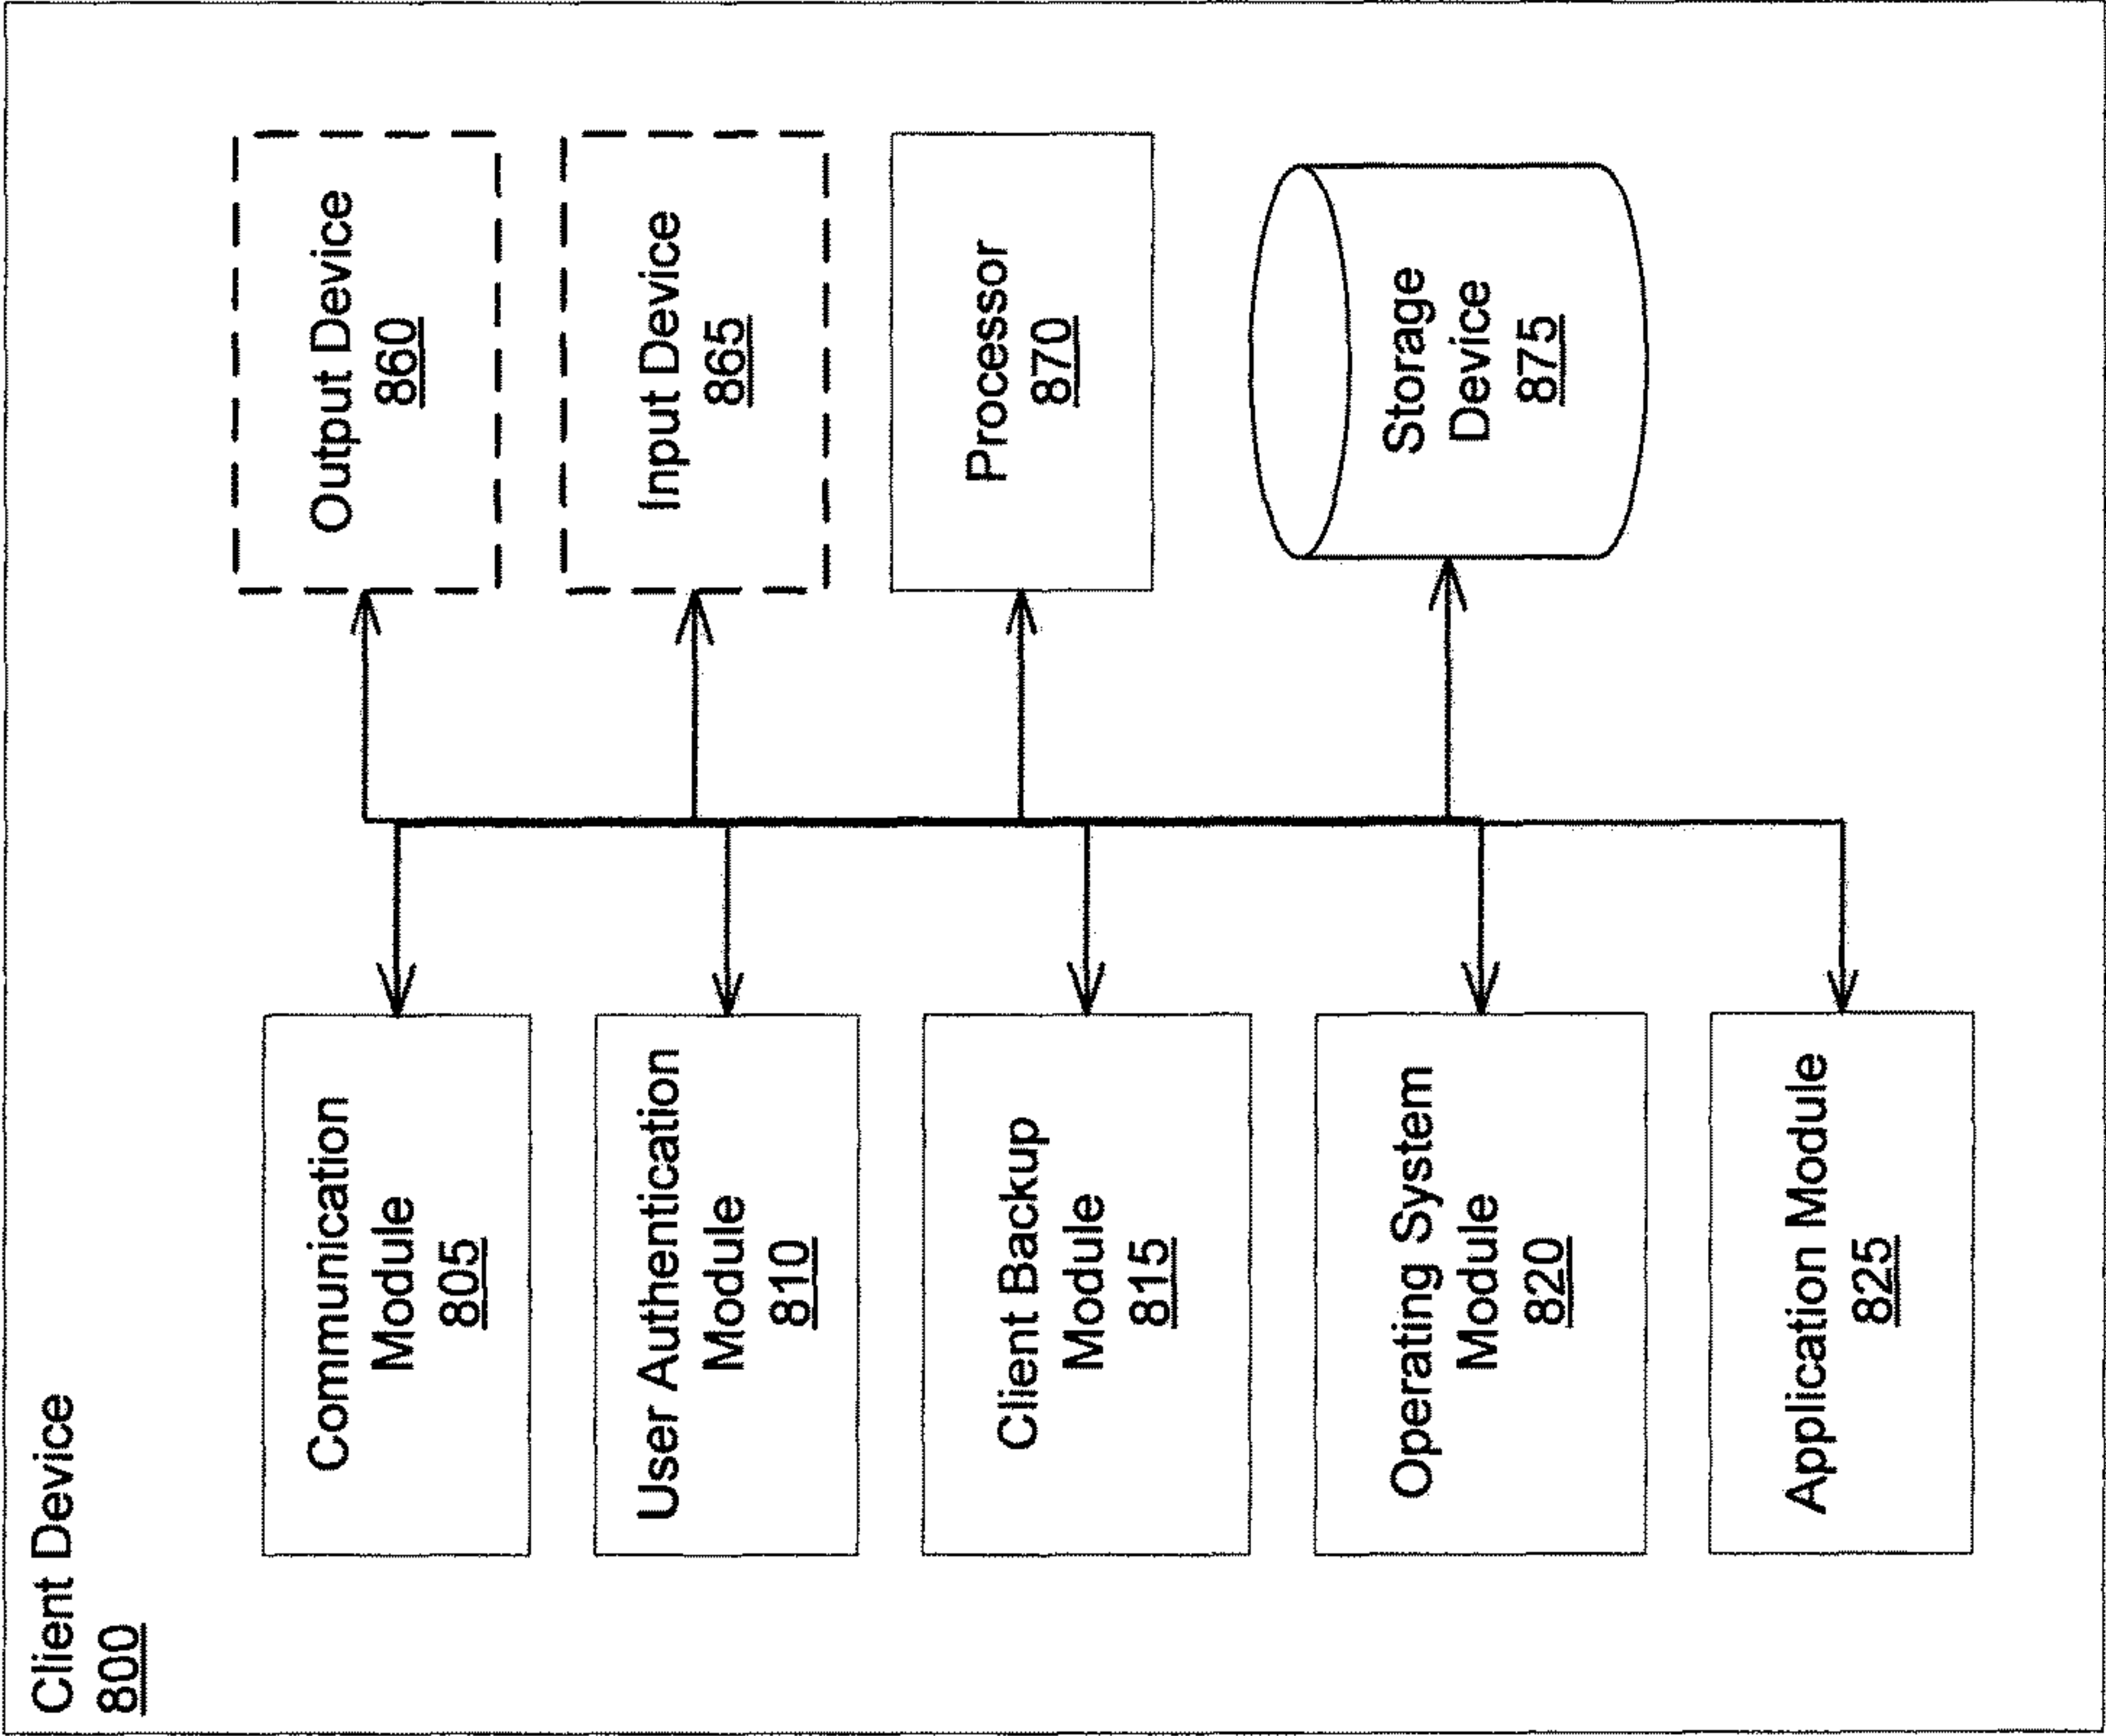 Client Device
800
Communication
Module
805
User Authentication
Module
810
Client Backup
Module
815
Operating System
Module
820
Application Module
825
Output Device
860
Input Device
865
Processor
870
Storage
Device
875